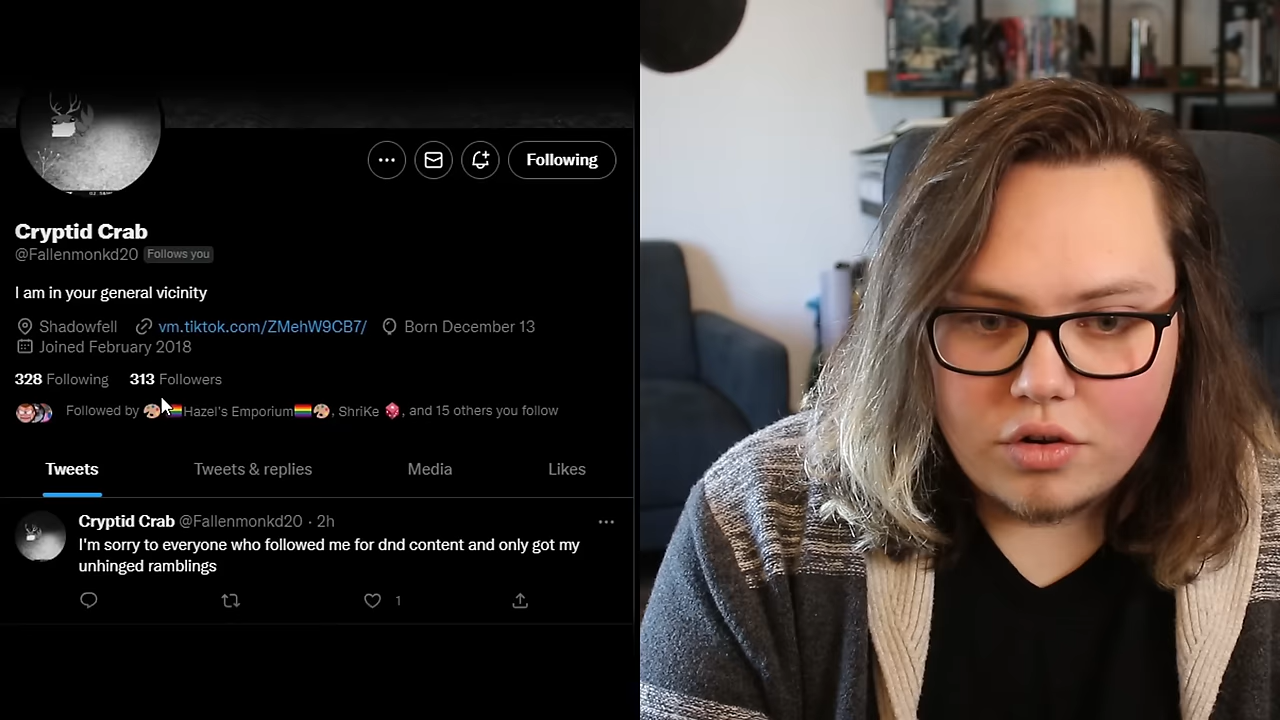 Following
Cryptid Crab
@Fallenmonkd20 Follows you
I am in your general vicinity
Shadowfell vm.tiktok.com/ZMehW9CB7/ Born December 13
Joined February 2018
328 Following 313 Followers
Followed by 🎨🏳️‍🌈Hazel's Emporium🏳️‍🌈🎨, ShriKe, and 15 others you follow
Tweets Tweets & replies Media Likes
Cryptid Crab @Fallenmonkd20 · 2h
I'm sorry to everyone who followed me for dnd content and only got my
unhinged ramblings
1